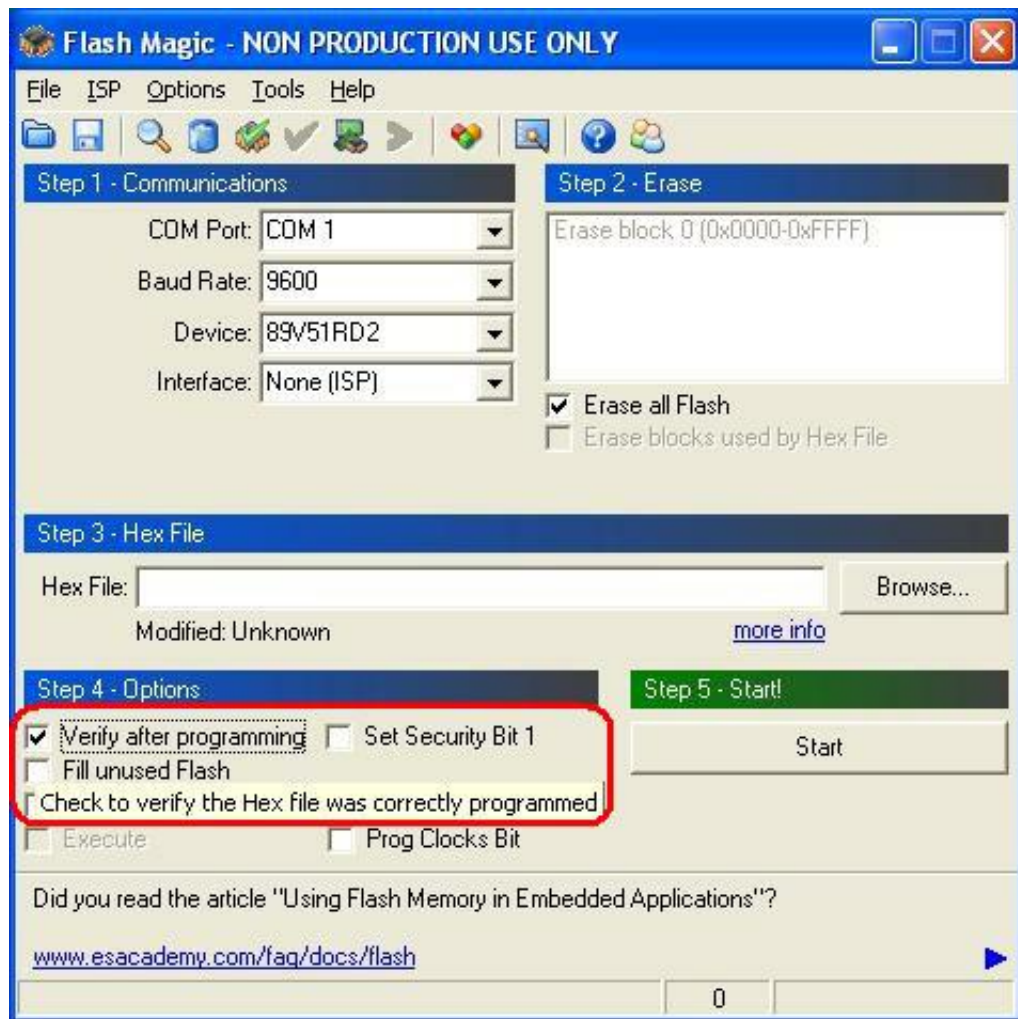 Flash Magic - NON PRODUCTION USE ONLY
File ISP Options Tools Help
Step 1 - Communications
COM Port: COM 1
Baud Rate: 9600
Device: 89V51RD2
Interface: None (ISP)
Step 2 - Erase
Erase block 0 (0x0000-0xFFFF)
Erase all Flash
Erase blocks used by Hex File
Step 3 - Hex File
Hex File:
Browse...
Modified: Unknown
more info
Step 4 - Options
Verify after programming
Set Security Bit 1
Fill unused Flash
Check to verify the Hex file was correctly programmed
Execute
Prog Clocks Bit
Step 5 - Start!
Start
Did you read the article "Using Flash Memory in Embedded Applications"?
www.esacademy.com/faq/docs/flash
0